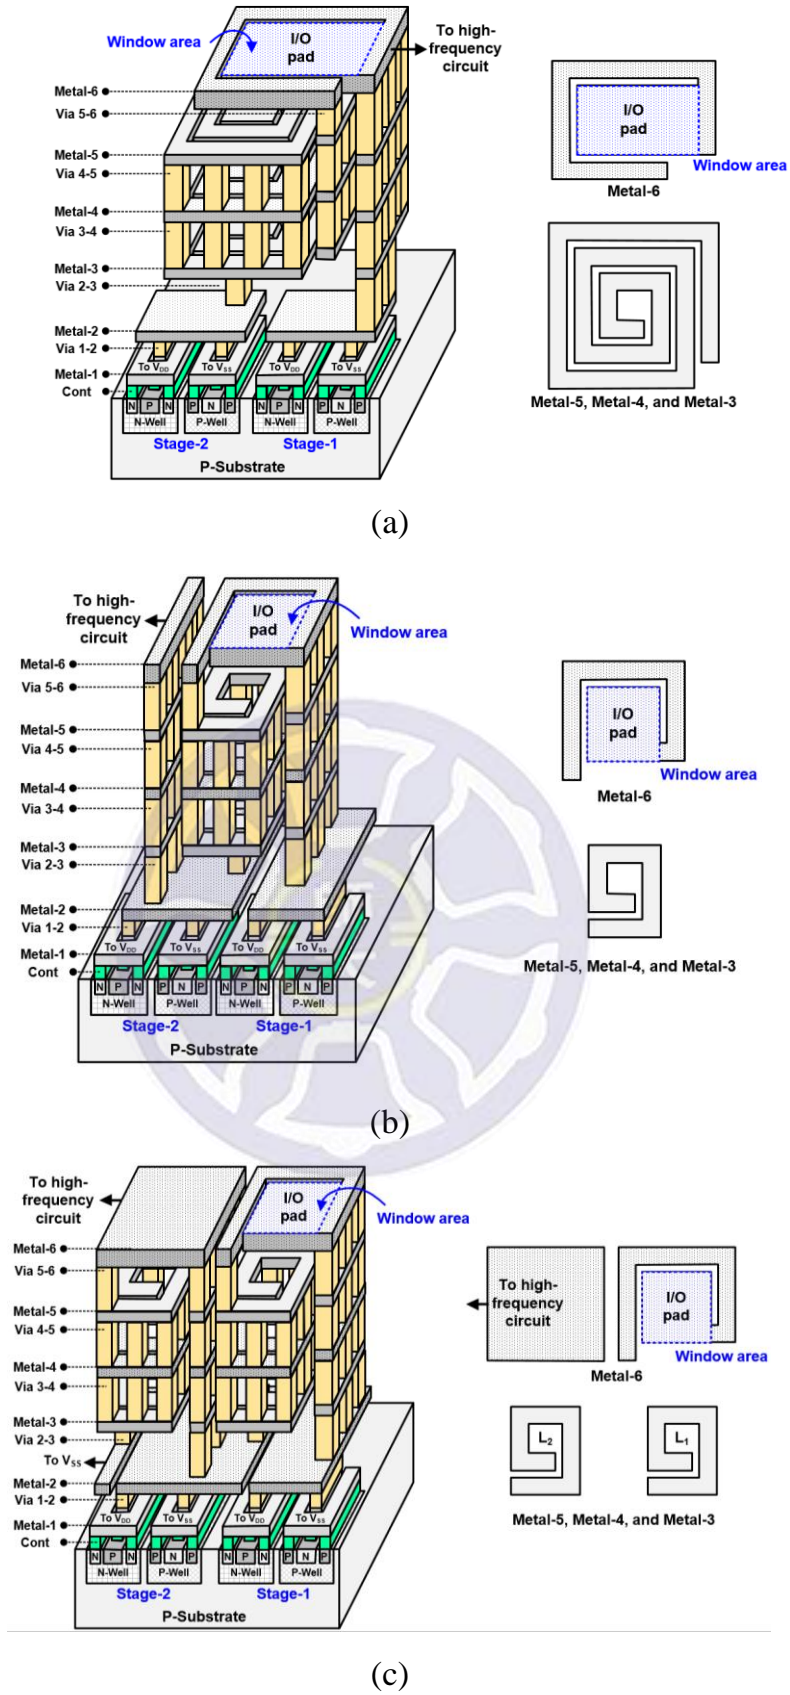 Window area
I/O
pad
To high-
frequency
circuit
Metal-6
Via 5-6
Metal-5
Via 4-5
Metal-4
Via 3-4
Metal-3
Via 2-3
Metal-2
Via 1-2
Metal-1
Cont
To VDD
To VSS
To VDD
To VSS
N P N
P N P
N P N
P N P
N-Well
P-Well
N-Well
P-Well
Stage-2
Stage-1
P-Substrate
I/O
pad
Window area
Metal-6
Metal-5, Metal-4, and Metal-3
(a)
To high-
frequency
circuit
I/O
pad
Window area
Metal-6
Via 5-6
Metal-5
Via 4-5
Metal-4
Via 3-4
Metal-3
Via 2-3
Metal-2
Via 1-2
Metal-1
Cont
To VDD
To VSS
To VDD
To VSS
N P N
P N P
N P N
P N P
N-Well
P-Well
N-Well
P-Well
Stage-2
Stage-1
P-Substrate
I/O
pad
Window area
Metal-6
Metal-5, Metal-4, and Metal-3
(b)
To high-
frequency
circuit
I/O
pad
Window area
Metal-6
Via 5-6
Metal-5
Via 4-5
Metal-4
Via 3-4
Metal-3
Via 2-3
To VSS
Metal-2
Via 1-2
Metal-1
Cont
To VDD
To VSS
To VDD
To VSS
N P N
P N P
N P N
P N P
N-Well
P-Well
N-Well
P-Well
Stage-2
Stage-1
P-Substrate
To high-
frequency
circuit
I/O
pad
Window area
Metal-6
L2
L1
Metal-5, Metal-4, and Metal-3
(c)